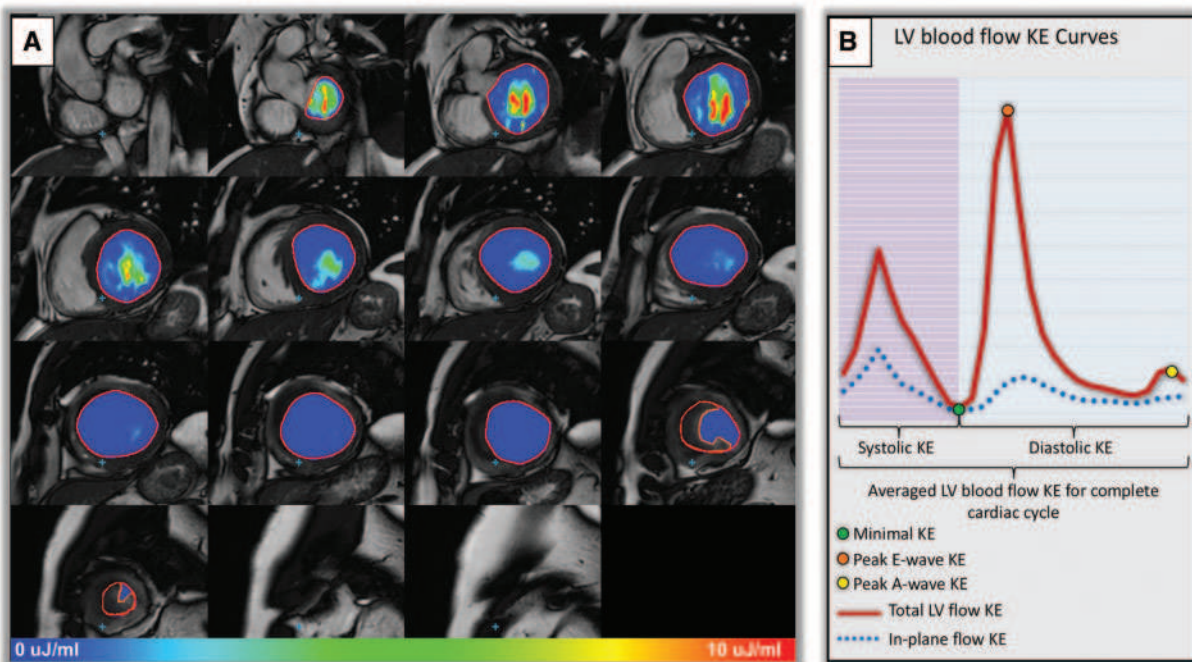 A
0 uJ/ml
10 uJ/ml
B
LV blood flow KE Curves
Systolic KE
Diastolic KE
Averaged LV blood flow KE for complete
cardiac cycle
Minimal KE
Peak E-wave KE
Peak A-wave KE
Total LV flow KE
In-plane flow KE